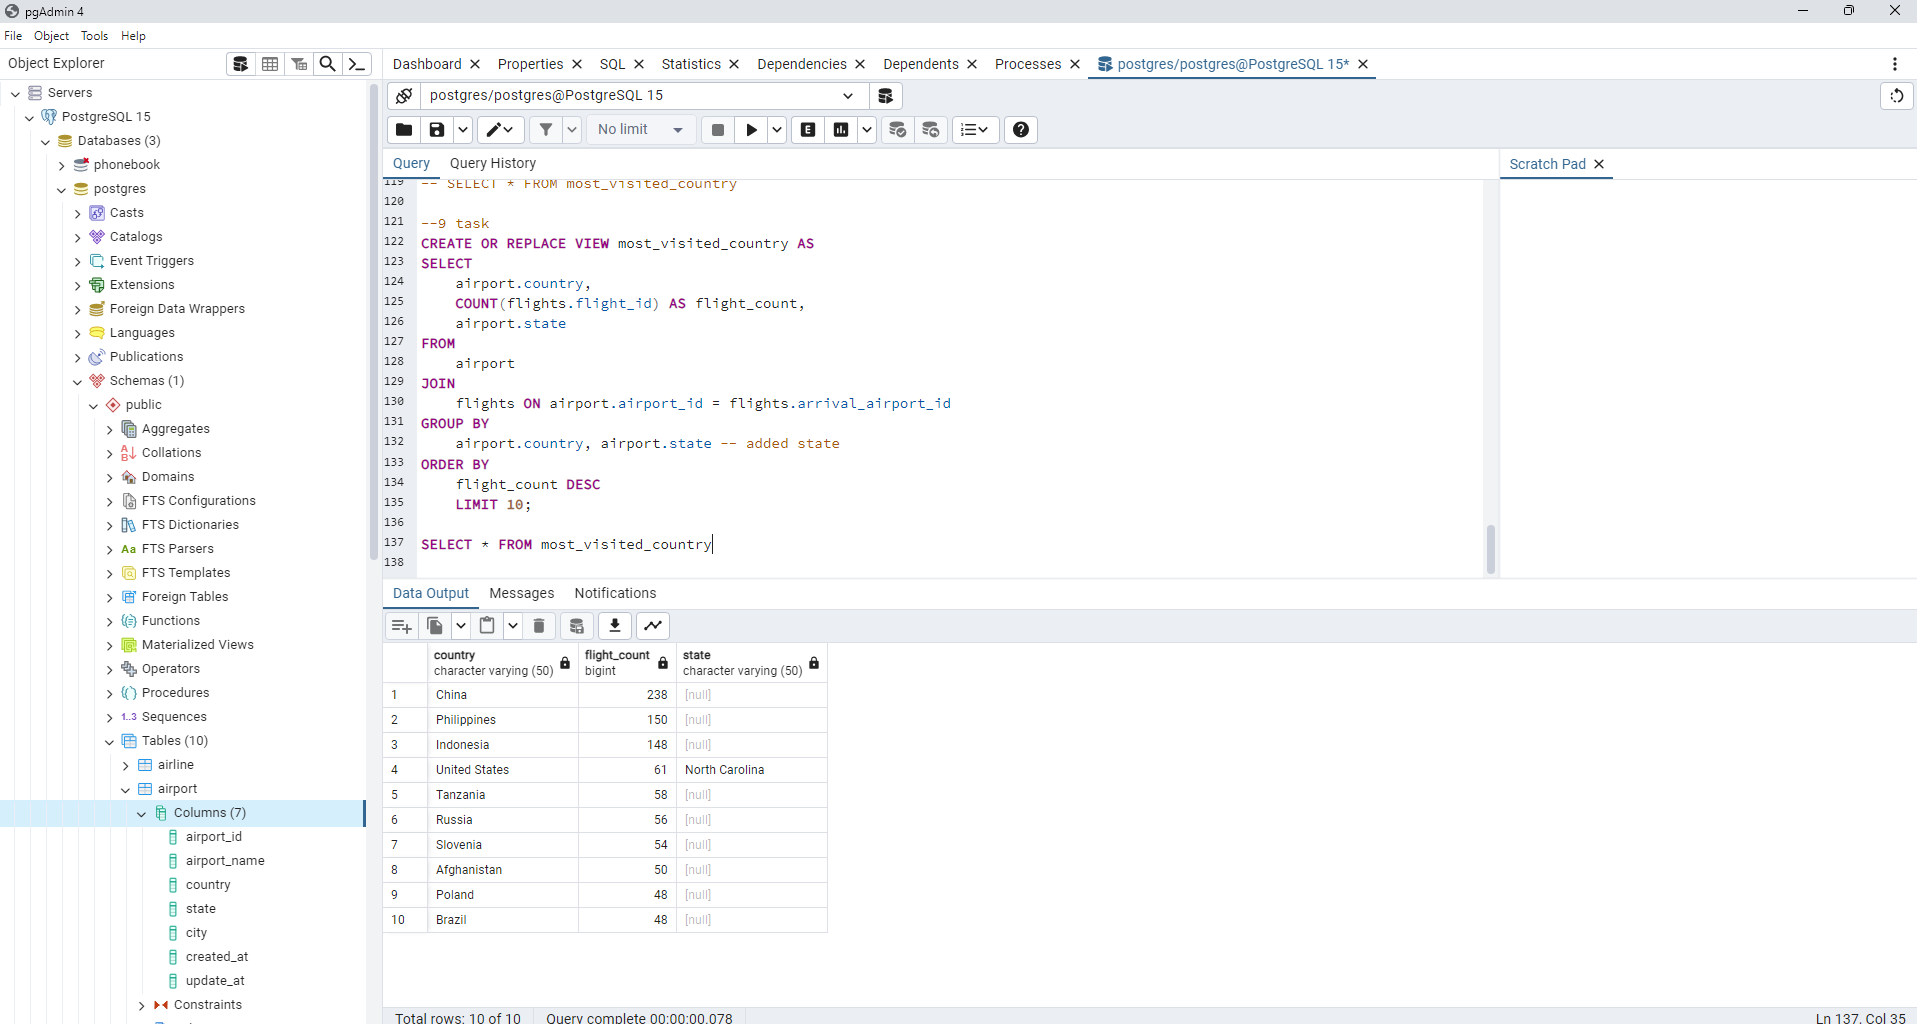 pgAdmin 4
File Object Tools Help
Object Explorer
Servers
PostgreSQL 15
Databases (3)
phonebook
postgres
Casts
Catalogs
Event Triggers
Extensions
Foreign Data Wrappers
Languages
Publications
Schemas (1)
public
Aggregates
Collations
Domains
FTS Configurations
FTS Dictionaries
Aa FTS Parsers
FTS Templates
Foreign Tables
Functions
Materialized Views
Operators
Procedures
1..3 Sequences
Tables (10)
airline
airport
Columns (7)
airport_id
airport_name
country
state
city
created_at
update_at
Constraints
Dashboard Properties SQL Statistics Dependencies Dependents Processes postgres/postgres@PostgreSQL 15*
postgres/postgres@PostgreSQL 15
No limit E
Query Query History
Scratch Pad
119 -- SELECT * FROM most_visited_country
120
121 --9 task
122 CREATE OR REPLACE VIEW most_visited_country AS
123 SELECT
124 airport.country,
125 COUNT(flights.flight_id) AS flight_count,
126 airport.state
127 FROM
128 airport
129 JOIN
130 flights ON airport.airport_id = flights.arrival_airport_id
131 GROUP BY
132 airport.country, airport.state -- added state
133 ORDER BY
134 flight_count DESC
135 LIMIT 10;
136
137 SELECT * FROM most_visited_country
138
Data Output Messages Notifications
country flight_count state
character varying (50) bigint character varying (50)
1 China 238 [null]
2 Philippines 150 [null]
3 Indonesia 148 [null]
4 United States 61 North Carolina
5 Tanzania 58 [null]
6 Russia 56 [null]
7 Slovenia 54 [null]
8 Afghanistan 50 [null]
9 Poland 48 [null]
10 Brazil 48 [null]
Total rows: 10 of 10 Query complete 00:00:00.078 Ln 137, Col 35